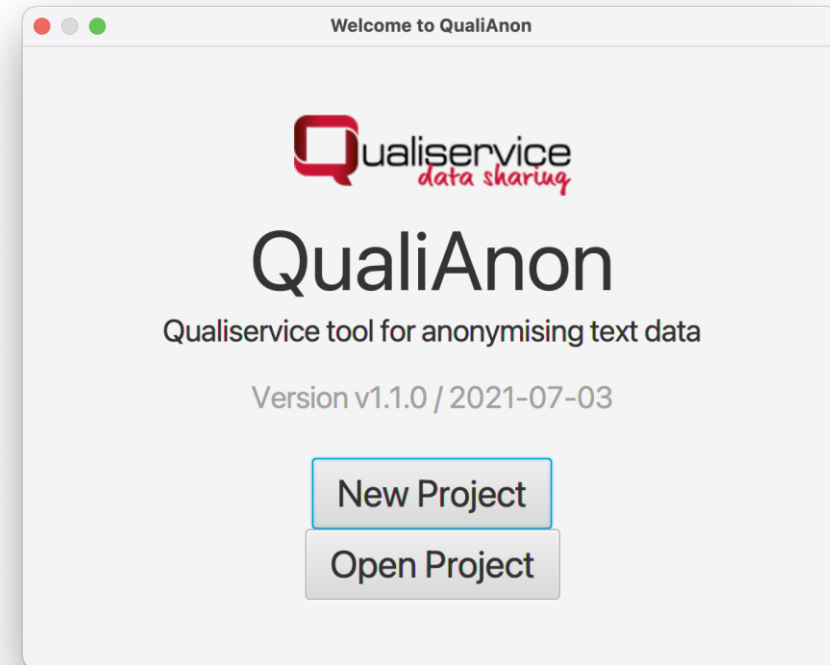 Welcome to QualiAnon
Qualiservice
data sharing
QualiAnon
Qualiservice tool for anonymising text data
Version v1.1.0 / 2021-07-03
New Project
Open Project